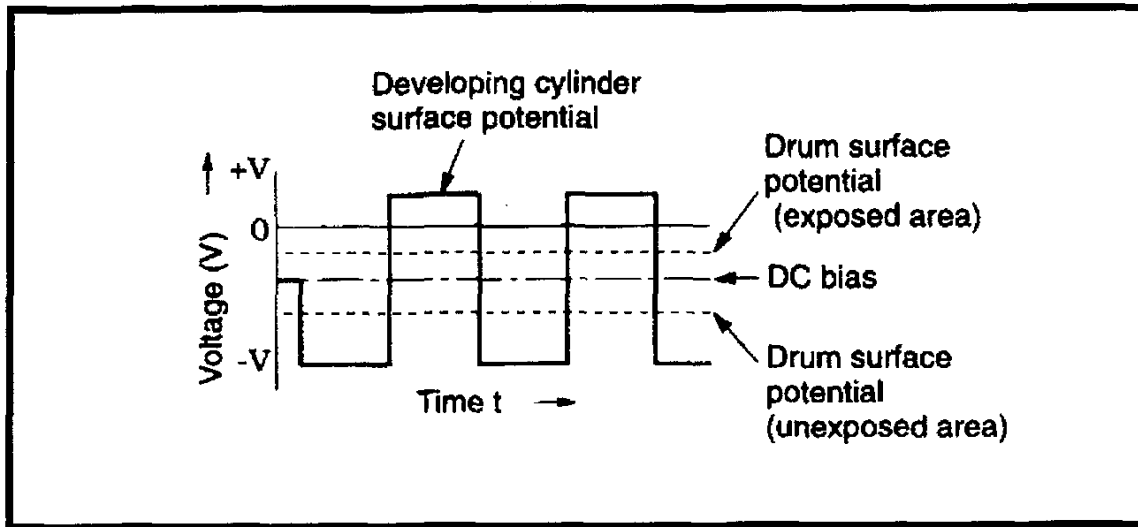 Developing cylinder
surface potential
Drum surface
potential
(exposed area)
+V
0
DC bias
Voltage (V)
-V
Drum surface
potential
(unexposed area)
Time t